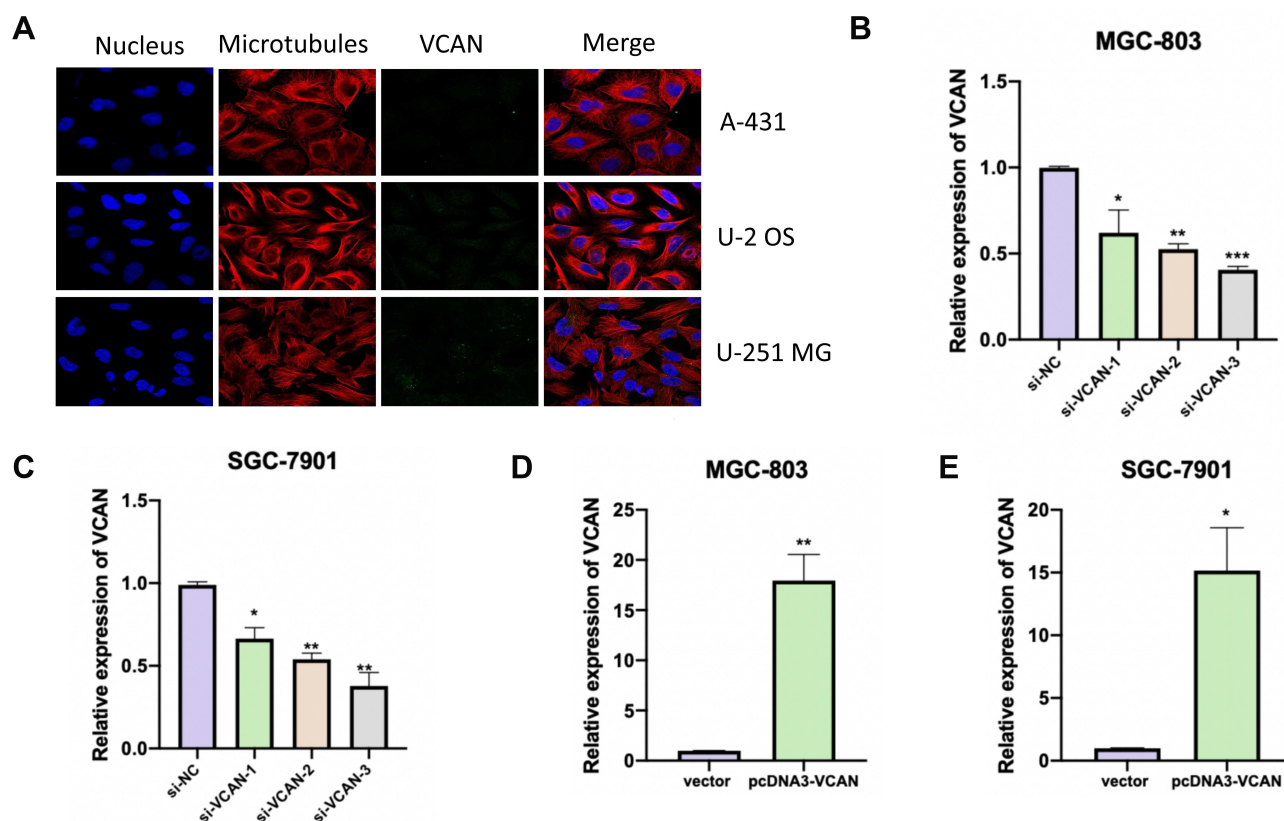 A
Nucleus Microtubules VCAN Merge
A-431
U-2 OS
U-251 MG
B
MGC-803
Relative expression of VCAN
1.5
1.0
0.5
0.0
*
**
***
si-NC
si-VCAN-1
si-VCAN-2
si-VCAN-3
C
SGC-7901
Relative expression of VCAN
1.5
1.0
0.5
0.0
*
**
**
si-NC
si-VCAN-1
si-VCAN-2
si-VCAN-3
D
MGC-803
Relative expression of VCAN
25
20
15
10
5
0
**
vector pcDNA3-VCAN
E
SGC-7901
Relative expression of VCAN
20
15
10
5
0
*
vector pcDNA3-VCAN